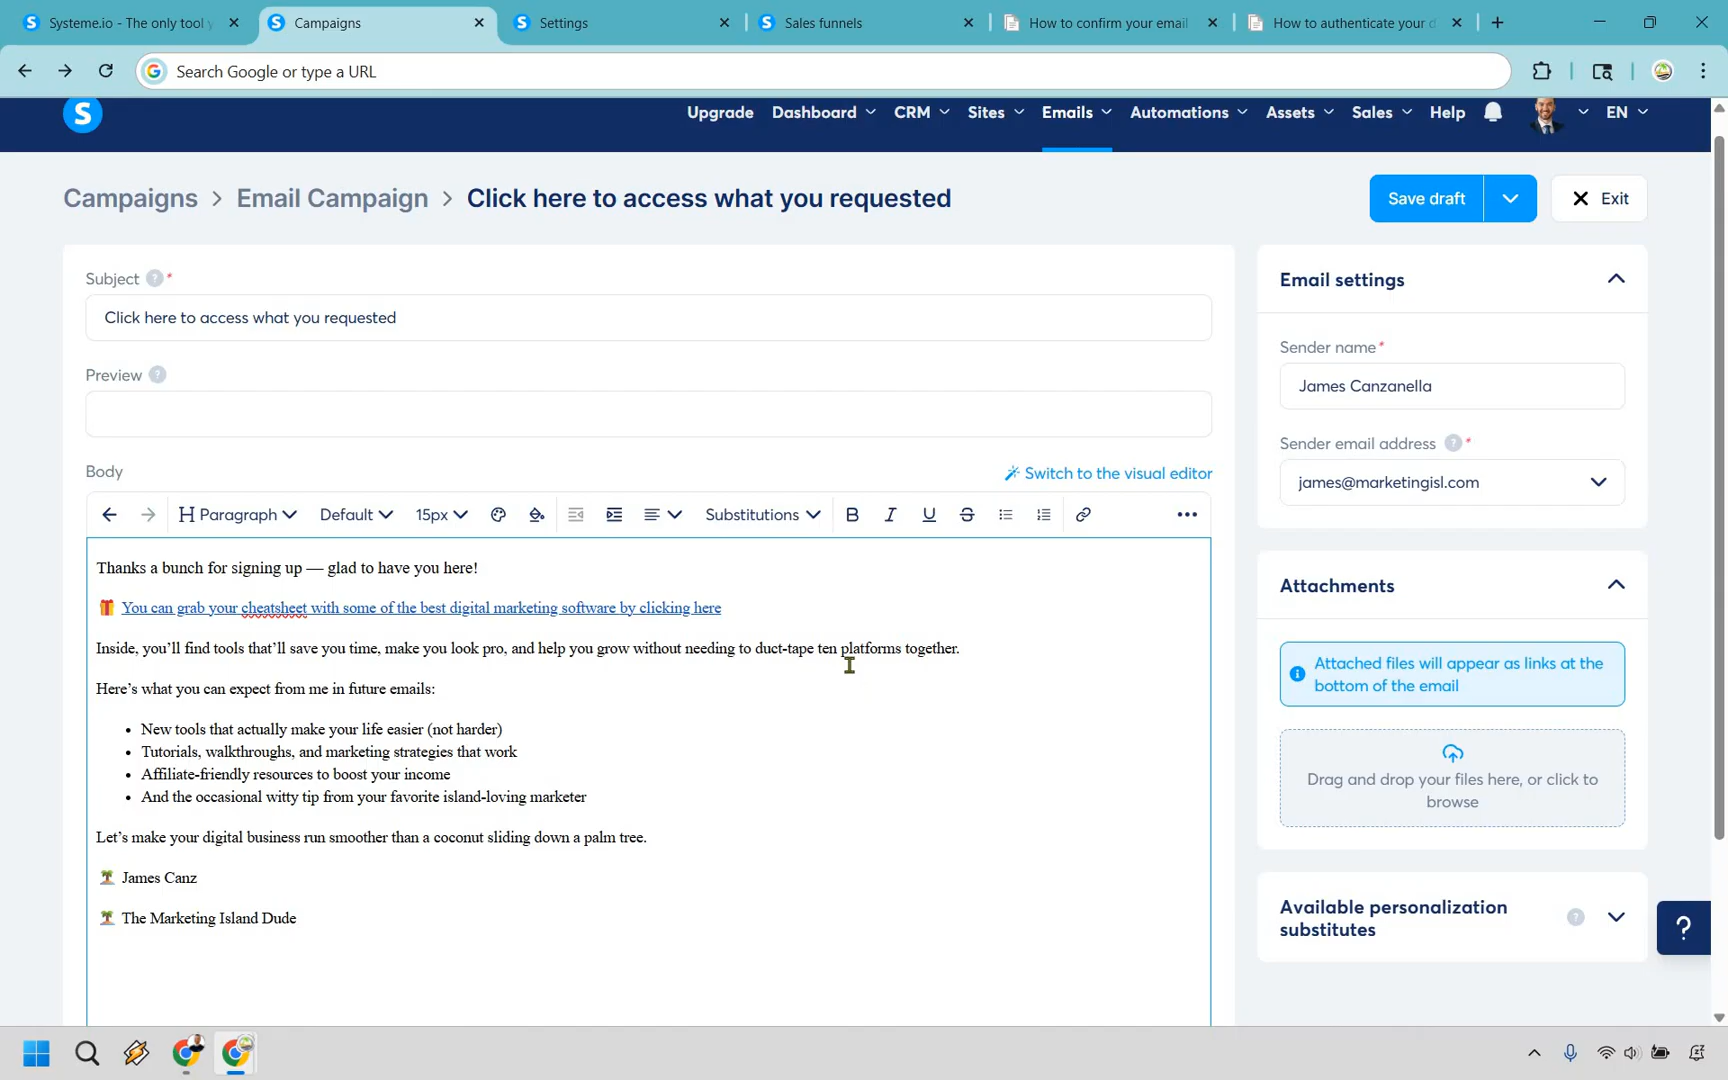 Systeme.io - The only tool y
Campaigns
Settings
Sales funnels
How to confirm your email
How to authenticate your d
Search Google or type a URL
S
Upgrade
Dashboard
CRM
Sites
Emails
Automations
Assets
Sales
Help
EN
Campaigns > Email Campaign > Click here to access what you requested
Save draft
Exit
Subject ? *
Click here to access what you requested
Preview ?
Body
Switch to the visual editor
Paragraph
Default
15px
Substitutions
B I U S
Thanks a bunch for signing up — glad to have you here!
🎁 You can grab your cheatsheet with some of the best digital marketing software by clicking here
Inside, you’ll find tools that’ll save you time, make you look pro, and help you grow without needing to duct-tape ten platforms together.
Here’s what you can expect from me in future emails:
• New tools that actually make your life easier (not harder)
• Tutorials, walkthroughs, and marketing strategies that work
• Affiliate-friendly resources to boost your income
• And the occasional witty tip from your favorite island-loving marketer
Let’s make your digital business run smoother than a coconut sliding down a palm tree.
🏝️ James Canz
🏝️ The Marketing Island Dude
Email settings
Sender name *
James Canzanella
Sender email address ? *
james@marketingisl.com
Attachments
Attached files will appear as links at the
bottom of the email
Drag and drop your files here, or click to
browse
Available personalization
substitutes
?
?